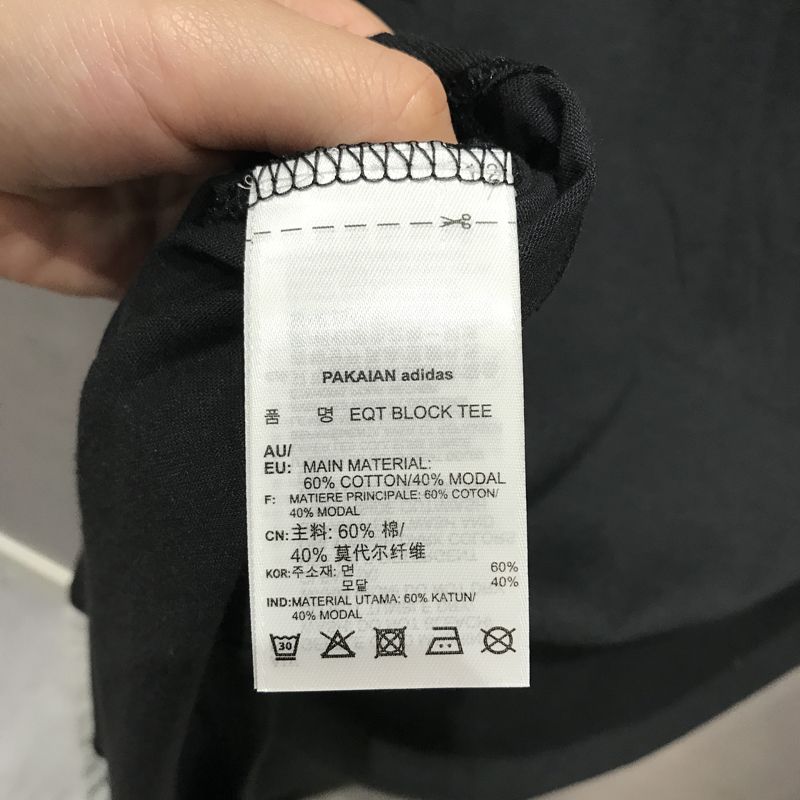 PAKAIAN adidas
품 명 EQT BLOCK TEE
AU/
EU: MAIN MATERIAL:
60% COTTON/40% MODAL
F: MATIERE PRINCIPALE: 60% COTON/
40% MODAL
CN:主料: 60% 棉/
40% 莫代尔纤维
KOR:주소재: 면 60%
모달 40%
IND:MATERIAL UTAMA: 60% KATUN/
40% MODAL
30